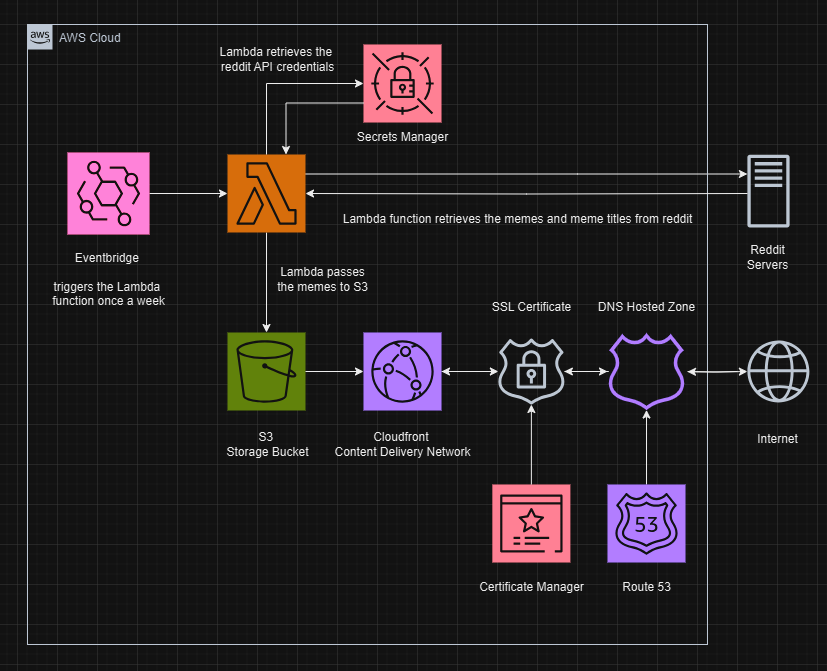 aws
AWS Cloud
Lambda retrieves the
reddit API credentials
Secrets Manager
Lambda function retrieves the memes and meme titles from reddit
Reddit
Servers
Eventbridge
triggers the Lambda
function once a week
Lambda passes
the memes to S3
SSL Certificate
DNS Hosted Zone
S3
Storage Bucket
Cloudfront
Content Delivery Network
Internet
53
Certificate Manager
Route 53